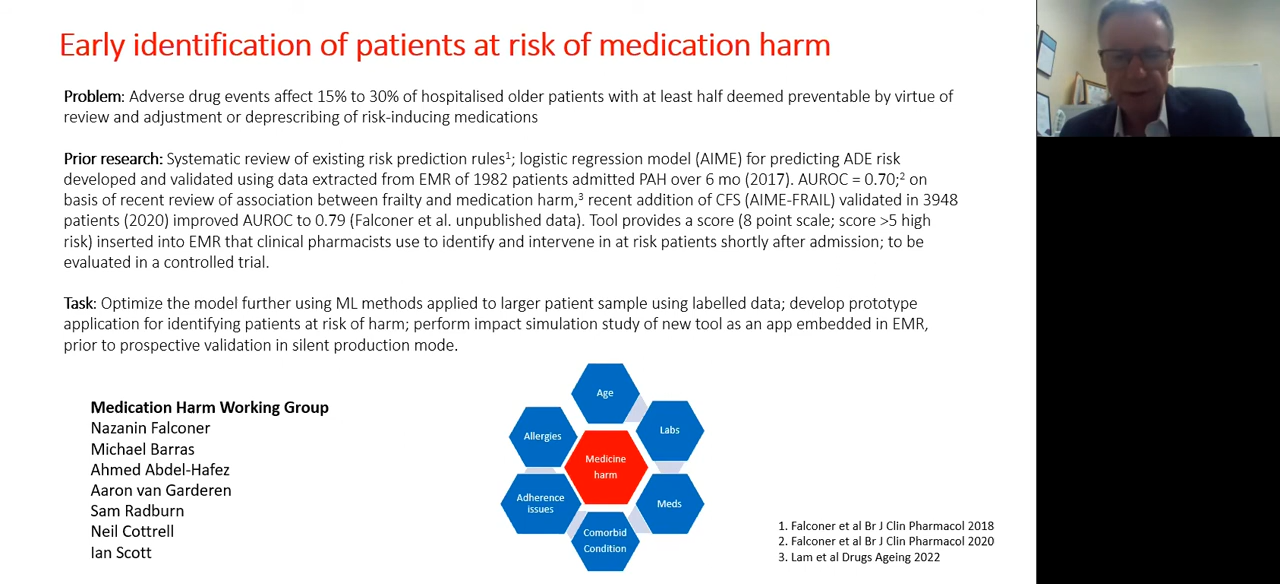 Early identification of patients at risk of medication harm
Problem: Adverse drug events affect 15% to 30% of hospitalised older patients with at least half deemed preventable by virtue of
review and adjustment or deprescribing of risk-inducing medications
Prior research: Systematic review of existing risk prediction rules¹; logistic regression model (AIME) for predicting ADE risk
developed and validated using data extracted from EMR of 1982 patients admitted PAH over 6 mo (2017). AUROC = 0.70;² on
basis of recent review of association between frailty and medication harm,³ recent addition of CFS (AIME-FRAIL) validated in 3948
patients (2020) improved AUROC to 0.79 (Falconer et al. unpublished data). Tool provides a score (8 point scale; score >5 high
risk) inserted into EMR that clinical pharmacists use to identify and intervene in at risk patients shortly after admission; to be
evaluated in a controlled trial.
Task: Optimize the model further using ML methods applied to larger patient sample using labelled data; develop prototype
application for identifying patients at risk of harm; perform impact simulation study of new tool as an app embedded in EMR,
prior to prospective validation in silent production mode.
Medication Harm Working Group
Nazanin Falconer
Michael Barras
Ahmed Abdel-Hafez
Aaron van Garderen
Sam Radburn
Neil Cottrell
Ian Scott
Age
Labs
Meds
Comorbid
Condition
Adherence
issues
Allergies
Medicine
harm
1. Falconer et al Br J Clin Pharmacol 2018
2. Falconer et al Br J Clin Pharmacol 2020
3. Lam et al Drugs Ageing 2022